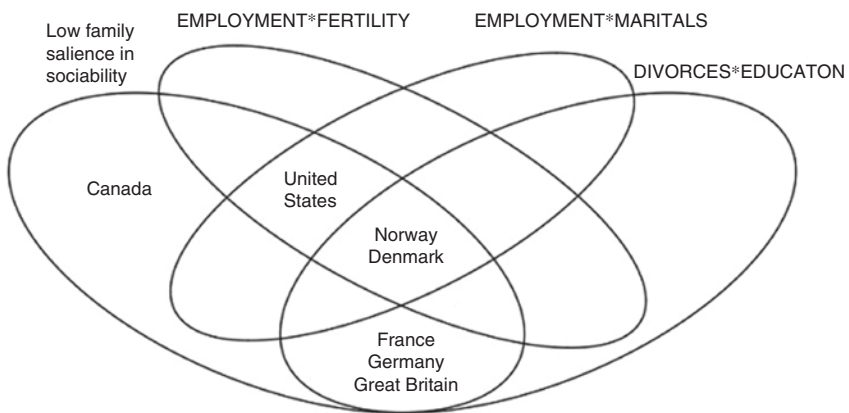 Low family
salience in
sociability
EMPLOYMENT*FERTILITY
EMPLOYMENT*MARITALS
DIVORCES*EDUCATON
Canada
United
States
Norway
Denmark
France
Germany
Great Britain